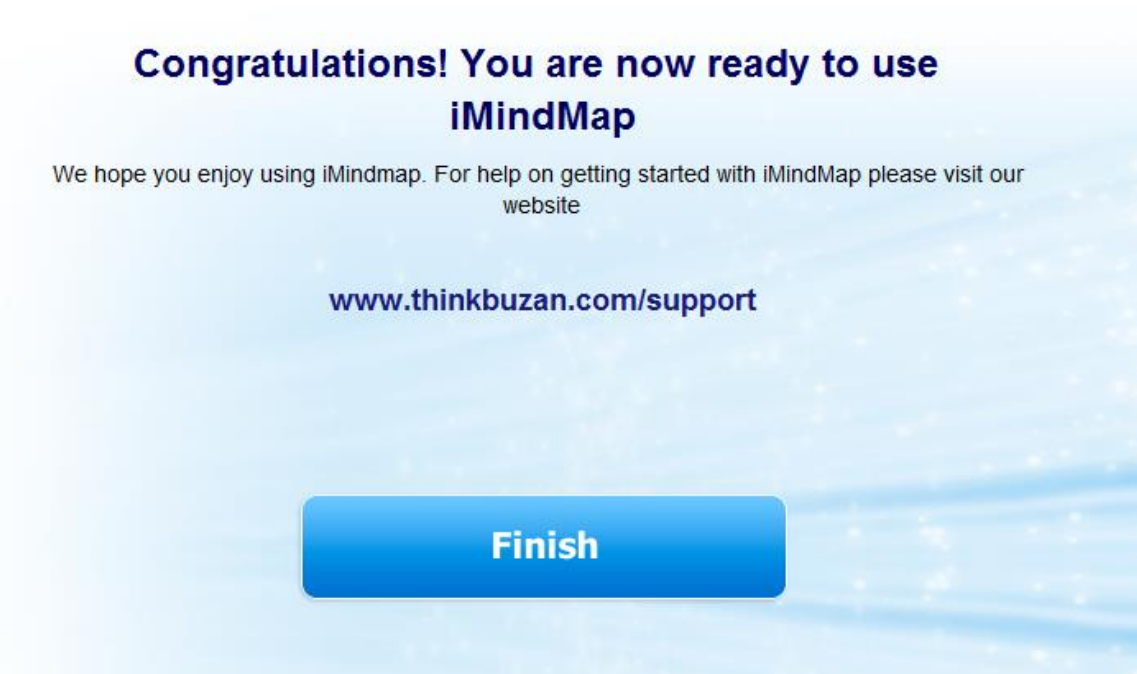 Congratulations! You are now ready to use
iMindMap
We hope you enjoy using iMindmap. For help on getting started with iMindMap please visit our
website
www.thinkbuzan.com/support
Finish